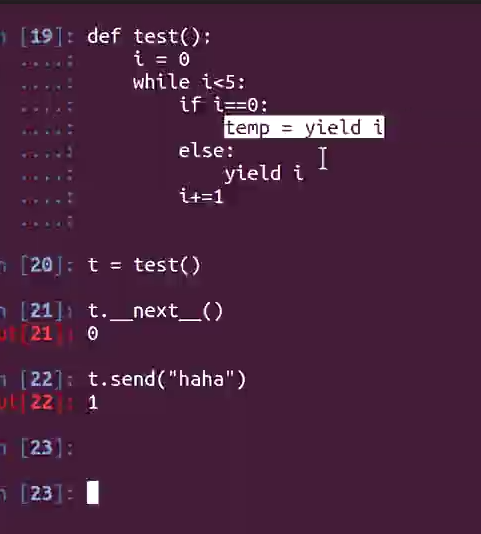 n [19]: def test():
....: i = 0
....: while i<5:
....: if i==0:
....: temp = yield i
....: else:
....: yield i
....: i+=1
....:
n [20]: t = test()
n [21]: t.__next__()
ut[21]: 0
n [22]: t.send("haha")
ut[22]: 1
n [23]:
n [23]: